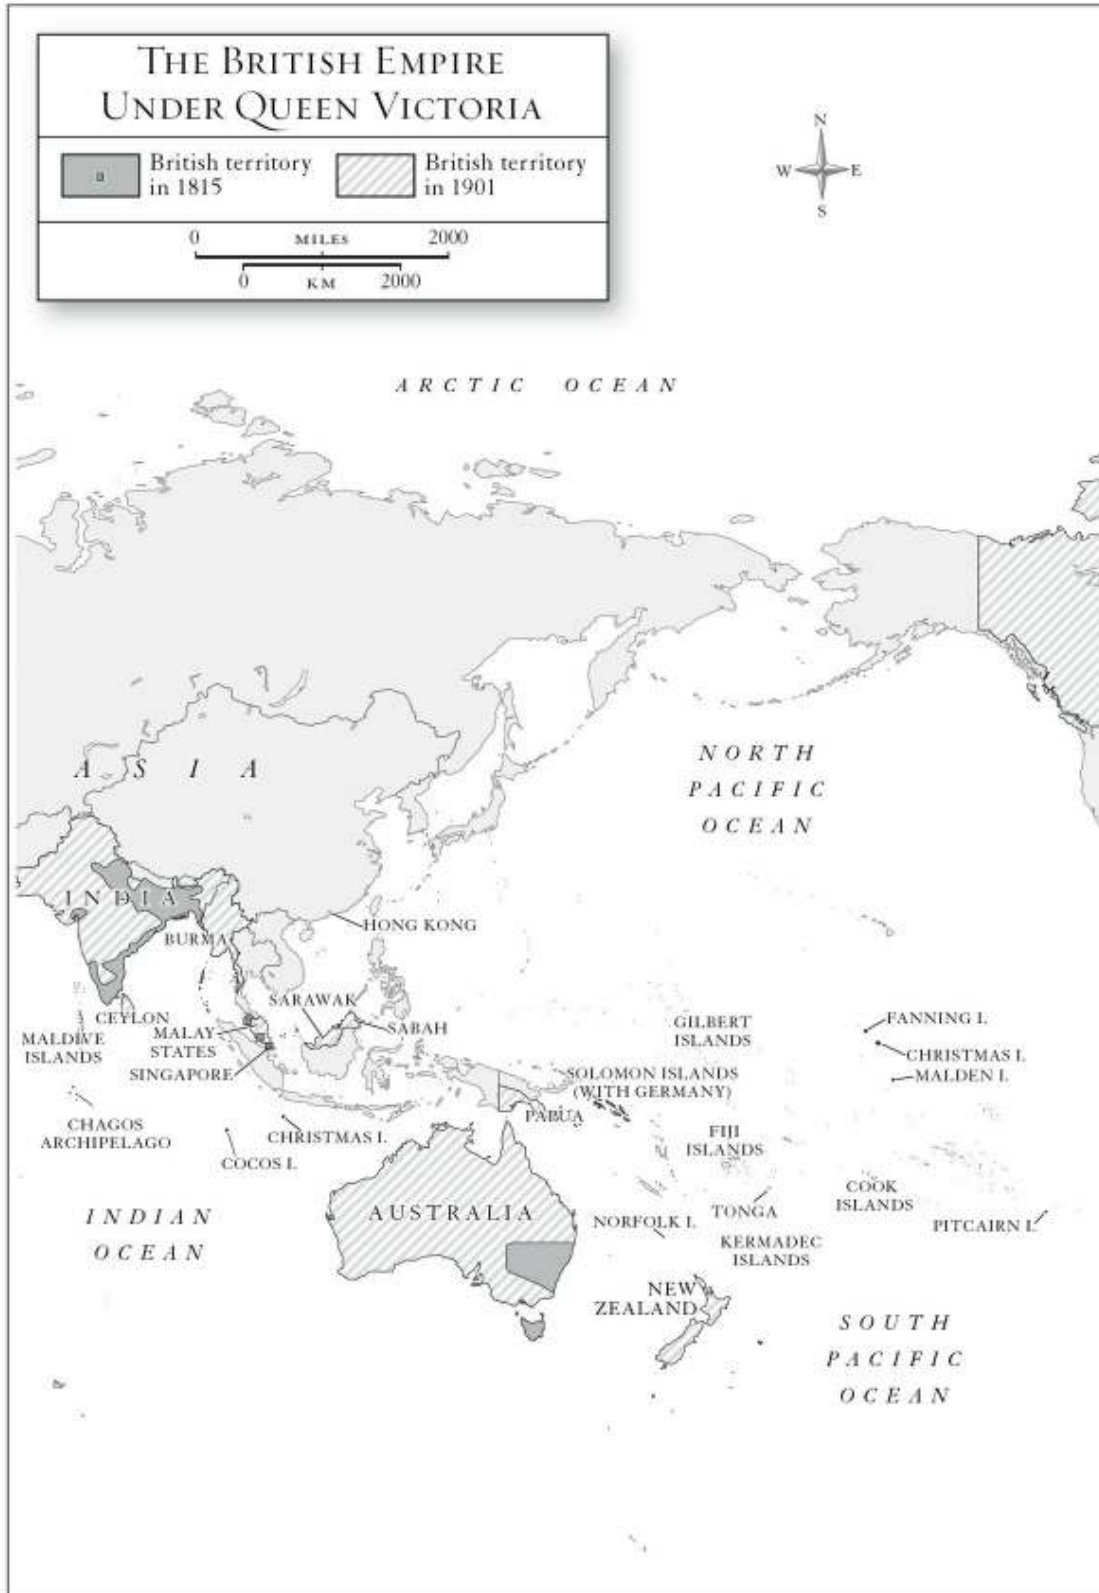 THE BRITISH EMPIRE
UNDER QUEEN VICTORIA
British territory
in 1815
British territory
in 1901
0 MILES 2000
0 KM 2000
N
W E
S
ARCTIC OCEAN
ASIA
NORTH
PACIFIC
OCEAN
INDIA
BURMA
HONG KONG
CEYLON
MALDIVE
ISLANDS
MALAY
STATES
SINGAPORE
SARAWAK
SABAH
GILBERT
ISLANDS
FANNING I.
CHRISTMAS I.
MALDEN I.
SOLOMON ISLANDS
(WITH GERMANY)
PAPUA
CHAGOS
ARCHIPELAGO
CHRISTMAS I.
COCOS I.
FIJI
ISLANDS
COOK
ISLANDS
PITCAIRN I.
INDIAN
OCEAN
AUSTRALIA
NORFOLK I.
TONGA
KERMADEC
ISLANDS
NEW
ZEALAND
SOUTH
PACIFIC
OCEAN